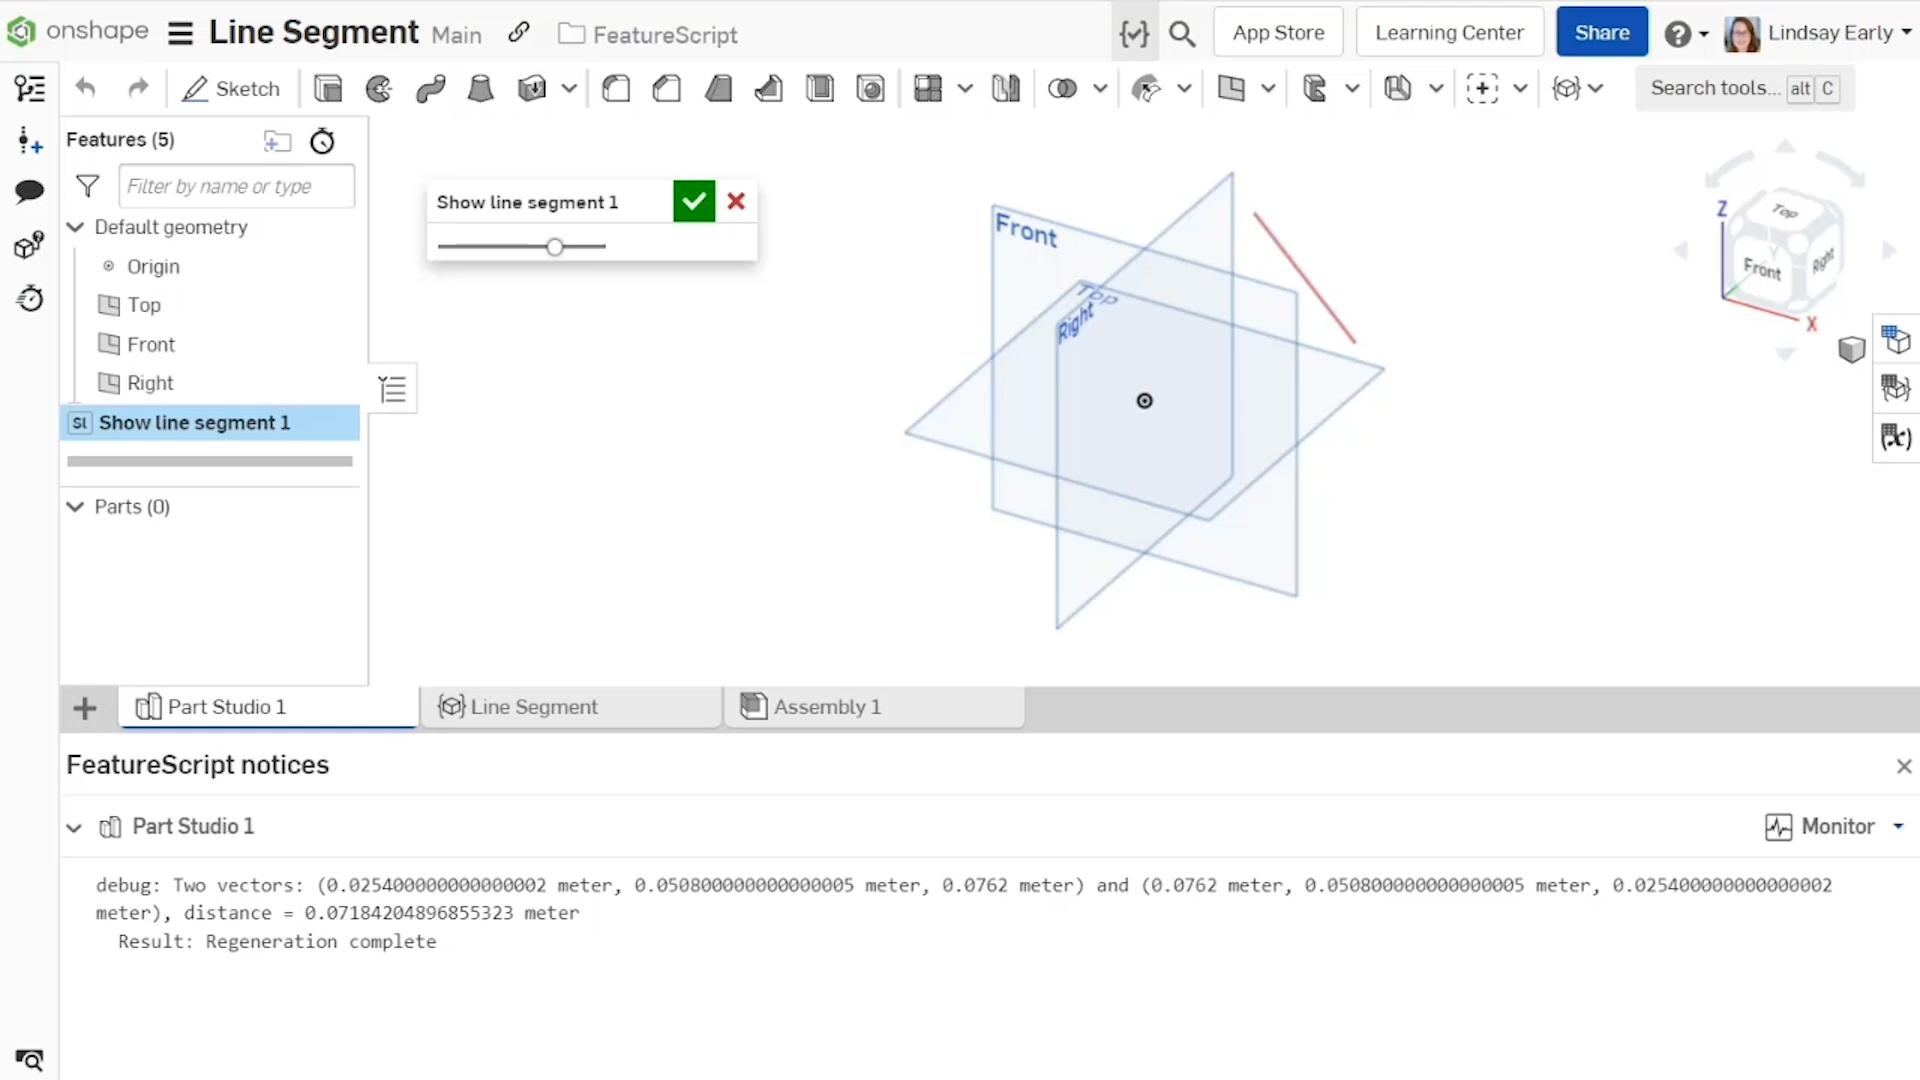 onshape Line Segment Main FeatureScript App Store Learning Center Share Lindsay Early
Sketch Search tools... alt C
Features (5)
Filter by name or type
Default geometry
Origin
Top
Front
Right
Sl Show line segment 1
Parts (0)
Show line segment 1
Front
Top
Right
Top
Z
Front
Y
Right
X
Part Studio 1 Line Segment Assembly 1
FeatureScript notices
Part Studio 1 Monitor
debug: Two vectors: (0.025400000000000002 meter, 0.050800000000000005 meter, 0.0762 meter) and (0.0762 meter, 0.050800000000000005 meter, 0.025400000000000002
meter), distance = 0.07184204896855323 meter
Result: Regeneration complete